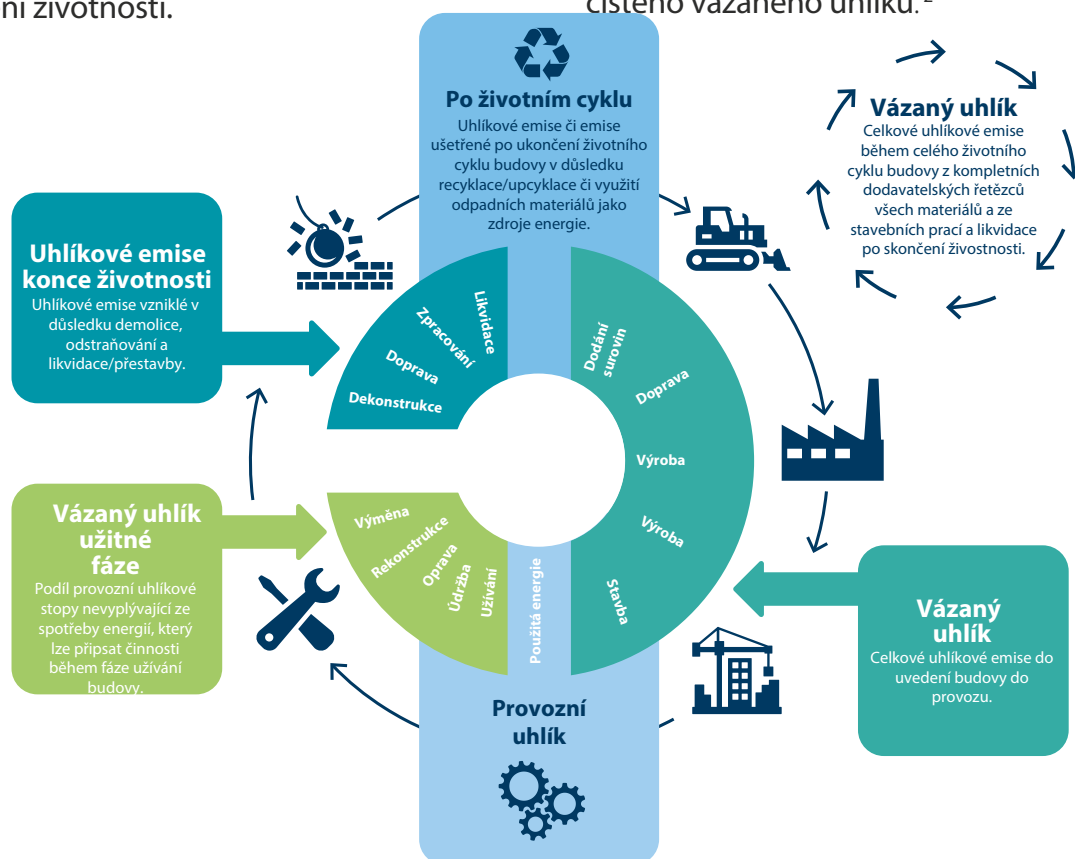 ní životnosti.
čistého vázaného uhlíku.²
Po životním cyklu
Uhlíkové emise či emise
ušetřené po ukončení životního
cyklu budovy v důsledku
recyklace/upcyklace či využití
odpadních materiálů jako
zdroje energie.
Vázaný uhlík
Celkové uhlíkové emise
během celého životního
cyklu budovy z kompletních
dodavatelských řetězců
všech materiálů a ze
stavebních prací a likvidace
po skončení živostnosti.
Uhlíkové emise
konce životnosti
Uhlíkové emise vzniklé v
důsledku demolice,
odstraňování a
likvidace/přestavby.
Likvidace
Zpracování
Doprava
Dekonstrukce
Dodání
surovin
Doprava
Výroba
Výroba
Stavba
Vázaný uhlík
užitné
fáze
Podíl provozní uhlíkové
stopy nevyplývající ze
spotřeby energií, který
lze připsat činnosti
během fáze užívání
budovy.
Výměna
Rekonstrukce
Oprava
Údržba
Užívání
Použitá energie
Vázaný
uhlík
Celkové uhlíkové emise do
uvedení budovy do
provozu.
Provozní
uhlík